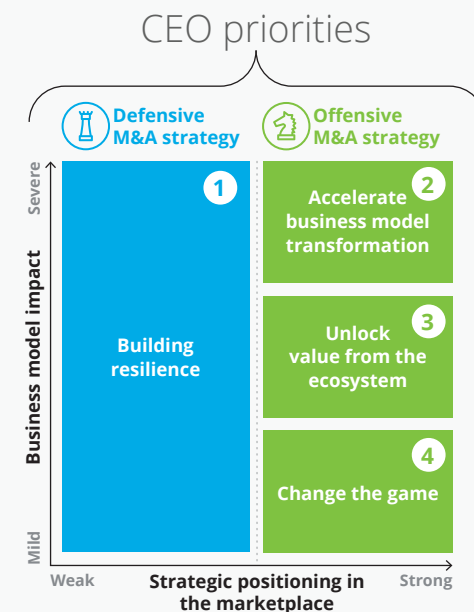 CEO priorities
Defensive
M&A strategy
Offensive
M&A strategy
Severe
Business model impact
Mild
1
Building
resilience
2
Accelerate
business model
transformation
3
Unlock
value from the
ecosystem
4
Change the game
Weak
Strategic positioning in
the marketplace
Strong